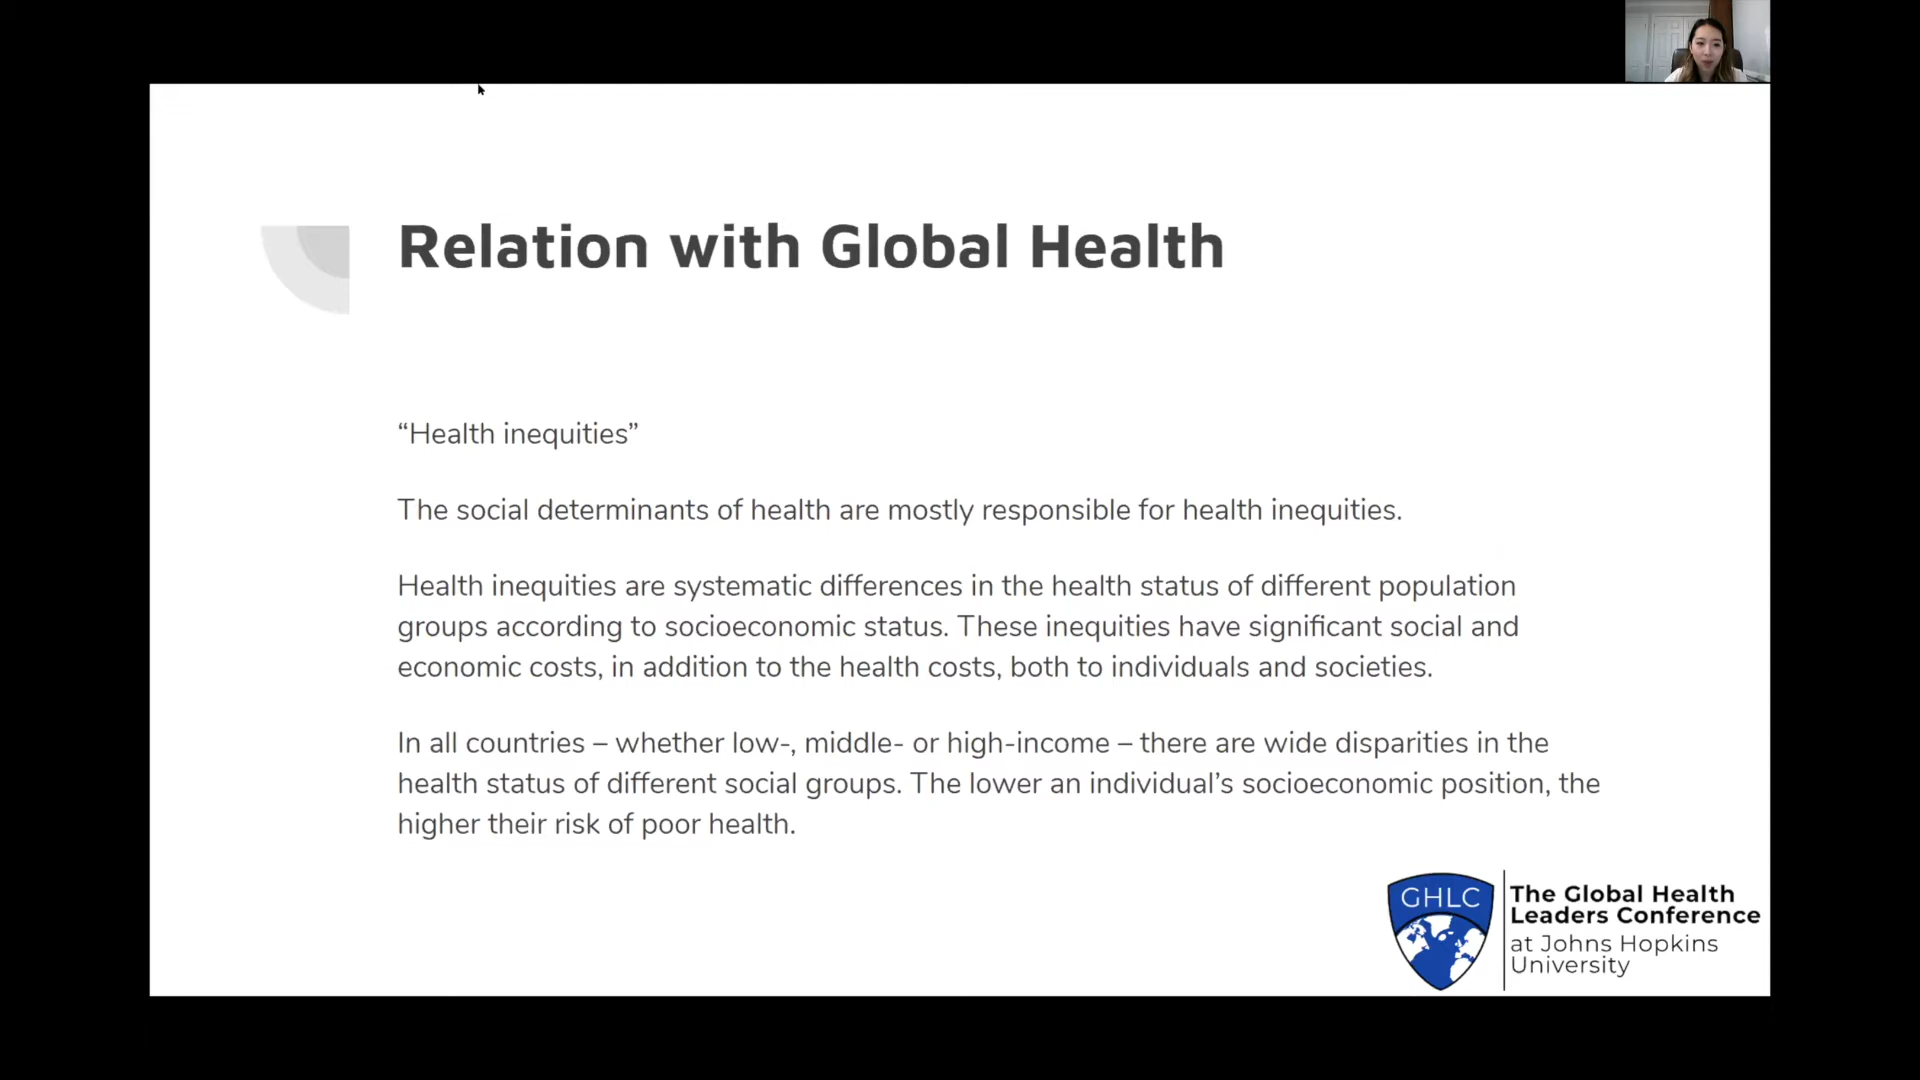 Relation with Global Health
“Health inequities”
The social determinants of health are mostly responsible for health inequities.
Health inequities are systematic differences in the health status of different population
groups according to socioeconomic status. These inequities have significant social and
economic costs, in addition to the health costs, both to individuals and societies.
In all countries – whether low-, middle- or high-income – there are wide disparities in the
health status of different social groups. The lower an individual’s socioeconomic position, the
higher their risk of poor health.
GHLC
The Global Health
Leaders Conference
at Johns Hopkins
University